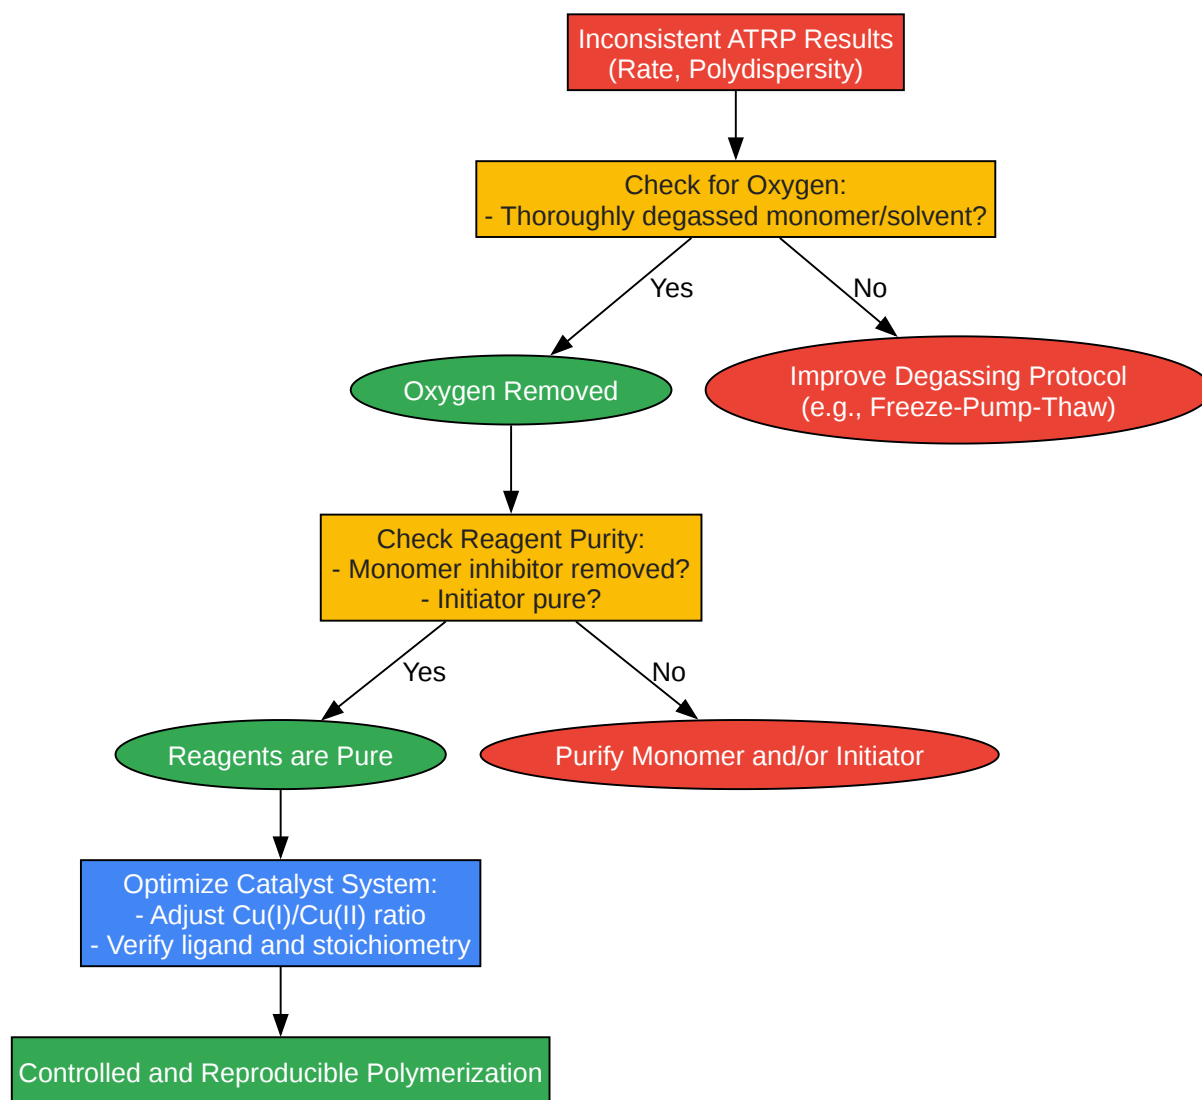 Inconsistent ATRP Results
(Rate, Polydispersity)
Check for Oxygen:
- Thoroughly degassed monomer/solvent?
Yes
No
Oxygen Removed
Improve Degassing Protocol
(e.g., Freeze-Pump-Thaw)
Check Reagent Purity:
- Monomer inhibitor removed?
- Initiator pure?
Yes
No
Reagents are Pure
Purify Monomer and/or Initiator
Optimize Catalyst System:
- Adjust Cu(I)/Cu(II) ratio
- Verify ligand and stoichiometry
Controlled and Reproducible Polymerization